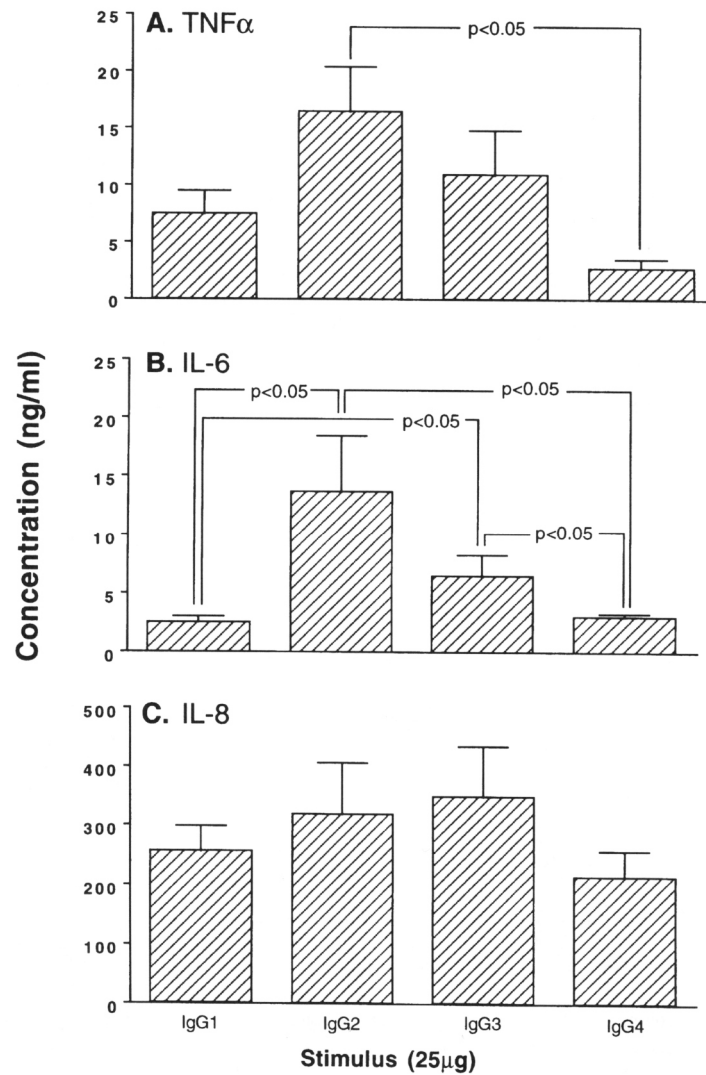 A. TNFα
25
20
15
10
5
0
p<0.05
B. IL-6
25
20
15
10
5
0
p<0.05
p<0.05
p<0.05
p<0.05
C. IL-8
500
400
300
200
100
0
Concentration (ng/ml)
IgG1 IgG2 IgG3 IgG4
Stimulus (25µg)